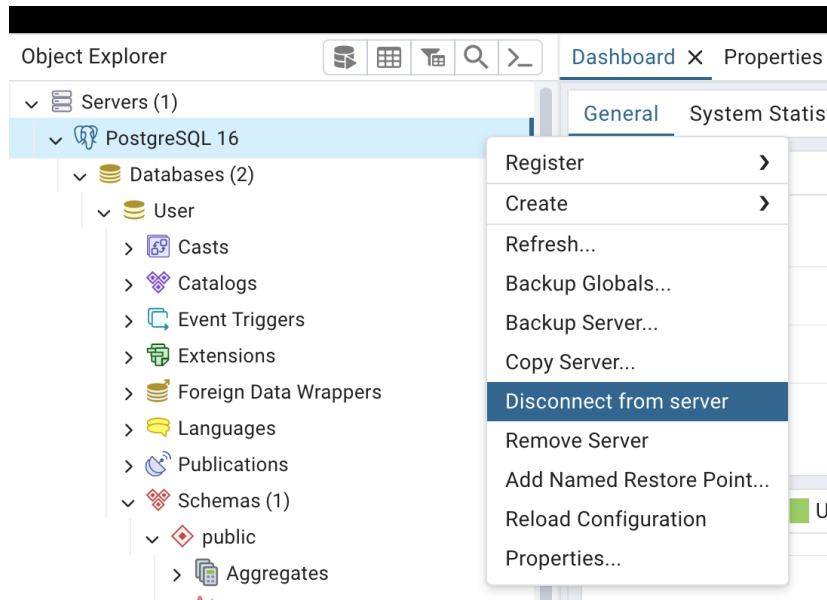 Object Explorer
Dashboard
Properties
Servers (1)
PostgreSQL 16
Databases (2)
User
Casts
Catalogs
Event Triggers
Extensions
Foreign Data Wrappers
Languages
Publications
Schemas (1)
public
Aggregates
General
System Statis
Register
Create
Refresh...
Backup Globals...
Backup Server...
Copy Server...
Disconnect from server
Remove Server
Add Named Restore Point...
Reload Configuration
Properties...
U